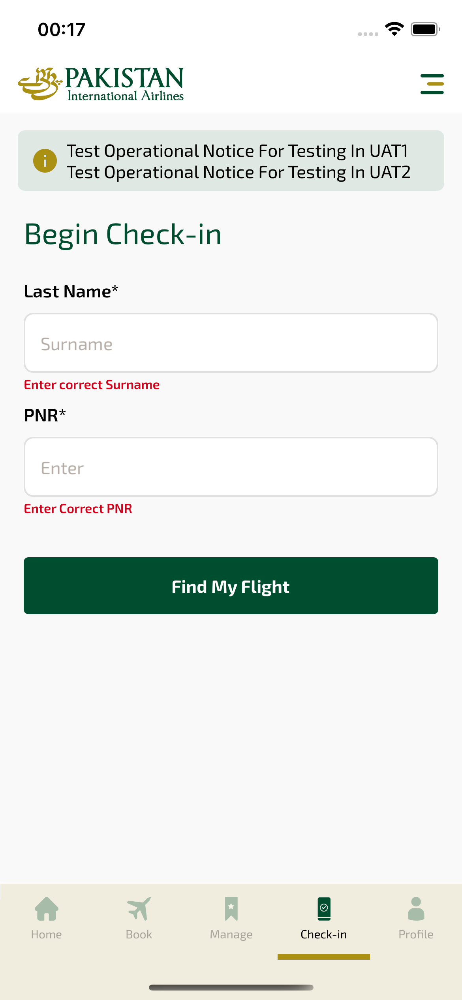 00:17
PAKISTAN
International Airlines
Test Operational Notice For Testing In UAT1
Test Operational Notice For Testing In UAT2
Begin Check-in
Last Name*
Surname
Enter correct Surname
PNR*
Enter
Enter Correct PNR
Find My Flight
Home
Book
Manage
Check-in
Profile